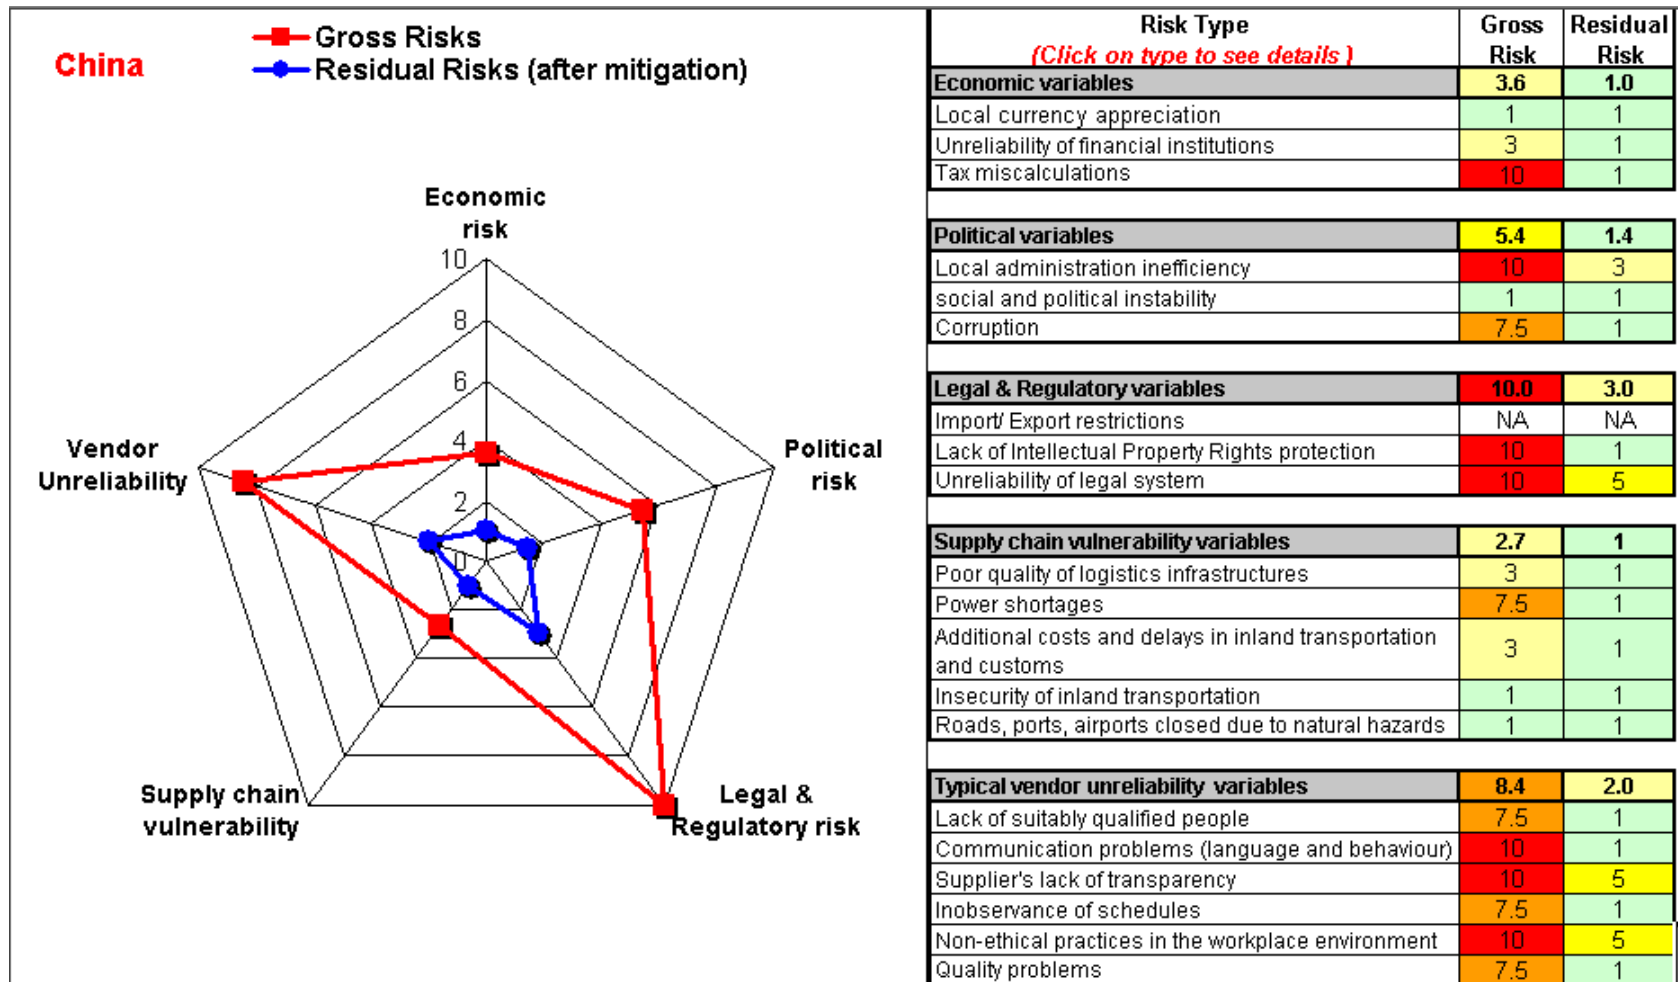 China
Gross Risks
Residual Risks (after mitigation)
Economic
risk
10
8
6
4
2
0
Vendor
Unreliability
Political
risk
Supply chain
vulnerability
Legal &
Regulatory risk
Risk Type Gross Residual
(Click on type to see details ) Risk Risk
Economic variables 3.6 1.0
Local currency appreciation 1 1
Unreliability of financial institutions 3 1
Tax miscalculations 10 1
Political variables 5.4 1.4
Local administration inefficiency 10 3
social and political instability 1 1
Corruption 7.5 1
Legal & Regulatory variables 10.0 3.0
Import/ Export restrictions NA NA
Lack of Intellectual Property Rights protection 10 1
Unreliability of legal system 10 5
Supply chain vulnerability variables 2.7 1
Poor quality of logistics infrastructures 3 1
Power shortages 7.5 1
Additional costs and delays in inland transportation
and customs 3 1
Insecurity of inland transportation 1 1
Roads, ports, airports closed due to natural hazards 1 1
Typical vendor unreliability variables 8.4 2.0
Lack of suitably qualified people 7.5 1
Communication problems (language and behaviour) 10 1
Supplier's lack of transparency 10 5
Inobservance of schedules 7.5 1
Non-ethical practices in the workplace environment 10 5
Quality problems 7.5 1